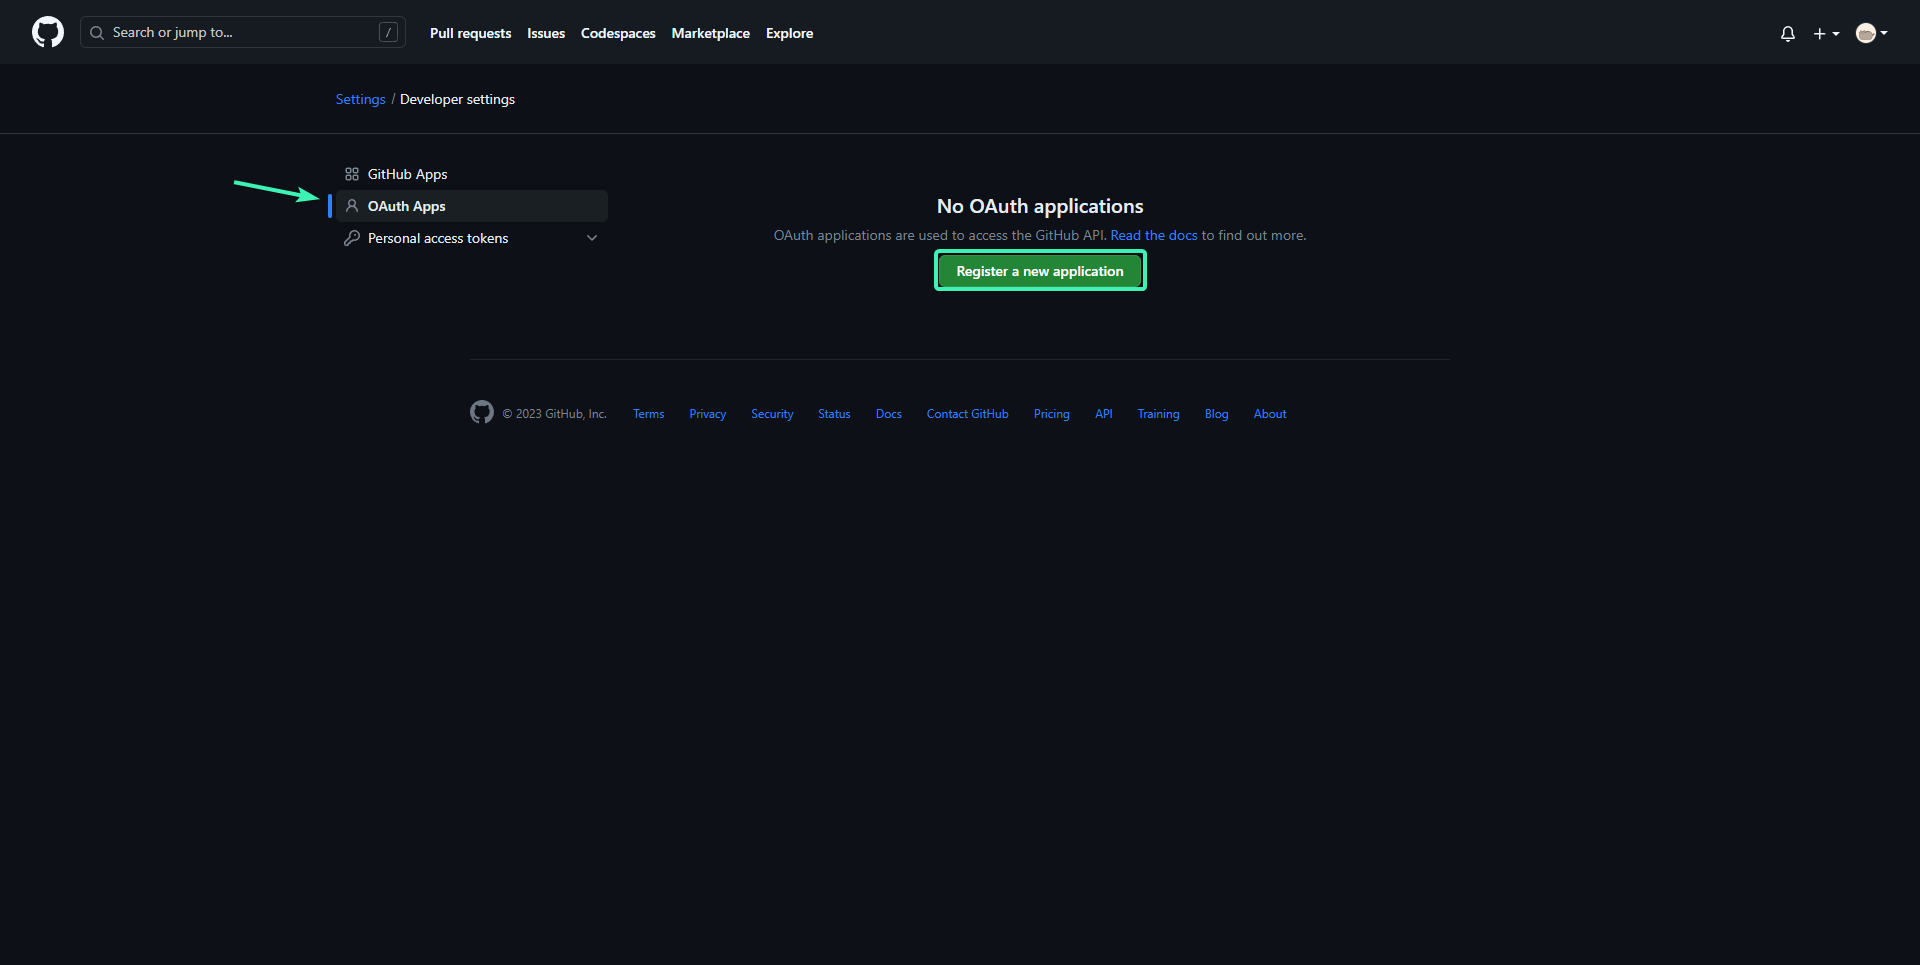 Search or jump to... /
Pull requests Issues Codespaces Marketplace Explore
Settings / Developer settings
GitHub Apps
OAuth Apps
Personal access tokens
No OAuth applications
OAuth applications are used to access the GitHub API. Read the docs to find out more.
Register a new application
© 2023 GitHub, Inc. Terms Privacy Security Status Docs Contact GitHub Pricing API Training Blog About